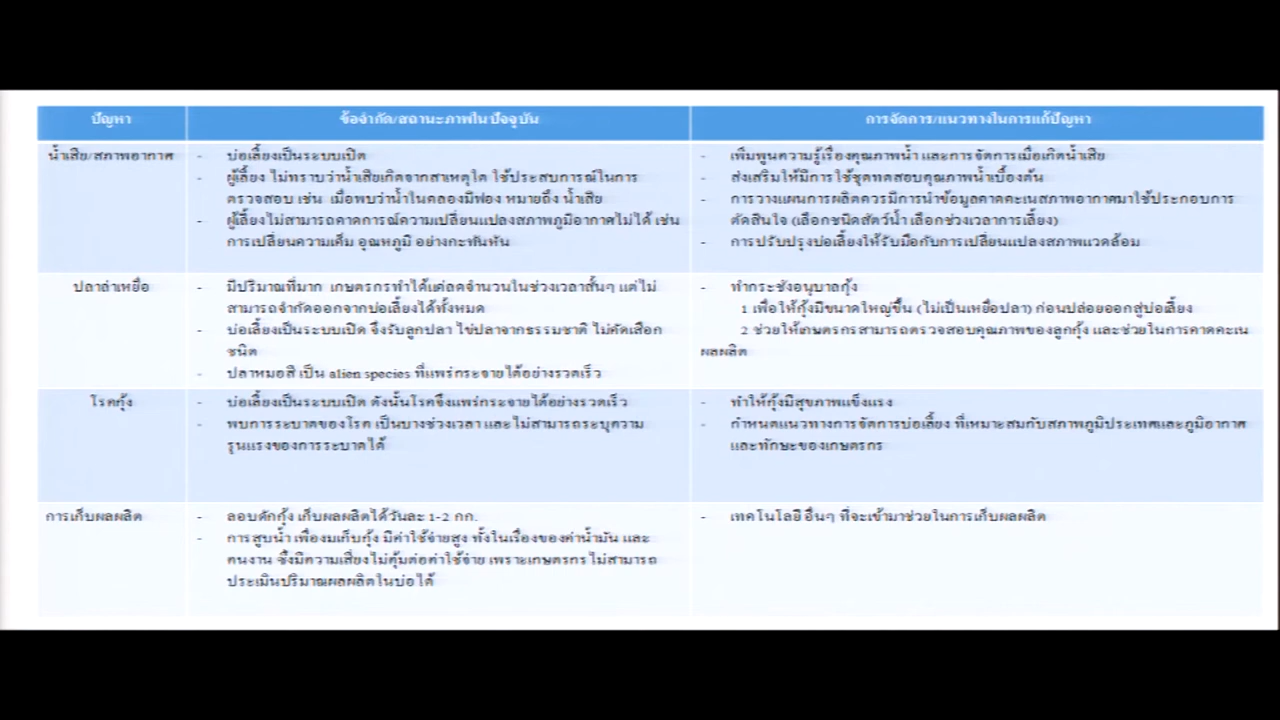 ปัญหา
ข้อจำกัด/สถานะภาพในปัจจุบัน
การจัดการ/แนวทางในการแก้ปัญหา
น้ำเสีย/สภาพอากาศ
- บ่อเลี้ยงเป็นระบบเปิด
- ผู้เลี้ยง ไม่ทราบว่าน้ำเสียเกิดจากสาเหตุใด ใช้ประสบการณ์ในการ
ตรวจสอบ เช่น เมื่อพบว่าน้ำในคลองมีฟอง หมายถึง น้ำเสีย
- ผู้เลี้ยงไม่สามารถคาดการณ์ความเปลี่ยนแปลงสภาพภูมิอากาศไม่ได้ เช่น
การเปลี่ยนความเค็ม อุณหภูมิ อย่างกะทันหัน
- เพิ่มพูนความรู้เรื่องคุณภาพน้ำ และการจัดการเมื่อเกิดน้ำเสีย
- ส่งเสริมให้มีการใช้ชุดทดสอบคุณภาพน้ำเบื้องต้น
- การวางแผนการผลิตควรมีการนำข้อมูลคาดคะเนสภาพอากาศมาใช้ประกอบการ
ตัดสินใจ (เลือกชนิดสัตว์น้ำ เลือกช่วงเวลาการเลี้ยง)
- การปรับปรุงบ่อเลี้ยงให้รับมือกับการเปลี่ยนแปลงสภาพแวดล้อม
ปลาล่าเหยื่อ
- มีปริมาณที่มาก เกษตรกรทำได้แค่ลดจำนวนในช่วงเวลาสั้นๆ แต่ไม่
สามารถจำกัดออกจากบ่อเลี้ยงได้ทั้งหมด
- บ่อเลี้ยงเป็นระบบเปิด จึงรับลูกปลา ไข่ปลาจากธรรมชาติ ไม่คัดเลือก
ชนิด
- ปลาหมอสี เป็น alien species ที่แพร่กระจายได้อย่างรวดเร็ว
- ทำกระชังอนุบาลกุ้ง
1 เพื่อให้กุ้งมีขนาดใหญ่ขึ้น (ไม่เป็นเหยื่อปลา) ก่อนปล่อยออกสู่บ่อเลี้ยง
2 ช่วยให้เกษตรกรสามารถตรวจสอบคุณภาพของลูกกุ้ง และช่วยในการคาดคะเน
ผลผลิต
โรคกุ้ง
- บ่อเลี้ยงเป็นระบบเปิด ดังนั้นโรคจึงแพร่กระจายได้อย่างรวดเร็ว
- พบการระบาดของโรค เป็นบางช่วงเวลา และไม่สามารถระบุความ
รุนแรงของการระบาดได้
- ทำให้กุ้งมีสุขภาพแข็งแรง
- กำหนดแนวทางการจัดการบ่อเลี้ยง ที่เหมาะสมกับสภาพภูมิประเทศและภูมิอากาศ
และทักษะของเกษตรกร
การเก็บผลผลิต
- ลอบดักกุ้ง เก็บผลผลิตได้วันละ 1-2 กก.
- การสูบน้ำ เพื่องมเก็บกุ้ง มีค่าใช้จ่ายสูง ทั้งในเรื่องของค่าน้ำมัน และ
คนงาน ซึ่งมีความเสี่ยงไม่คุ้มต่อค่าใช้จ่าย เพราะเกษตรกรไม่สามารถ
ประเมินปริมาณผลผลิตในบ่อได้
- เทคโนโลยีอื่นๆ ที่จะเข้ามาช่วยในการเก็บผลผลิต